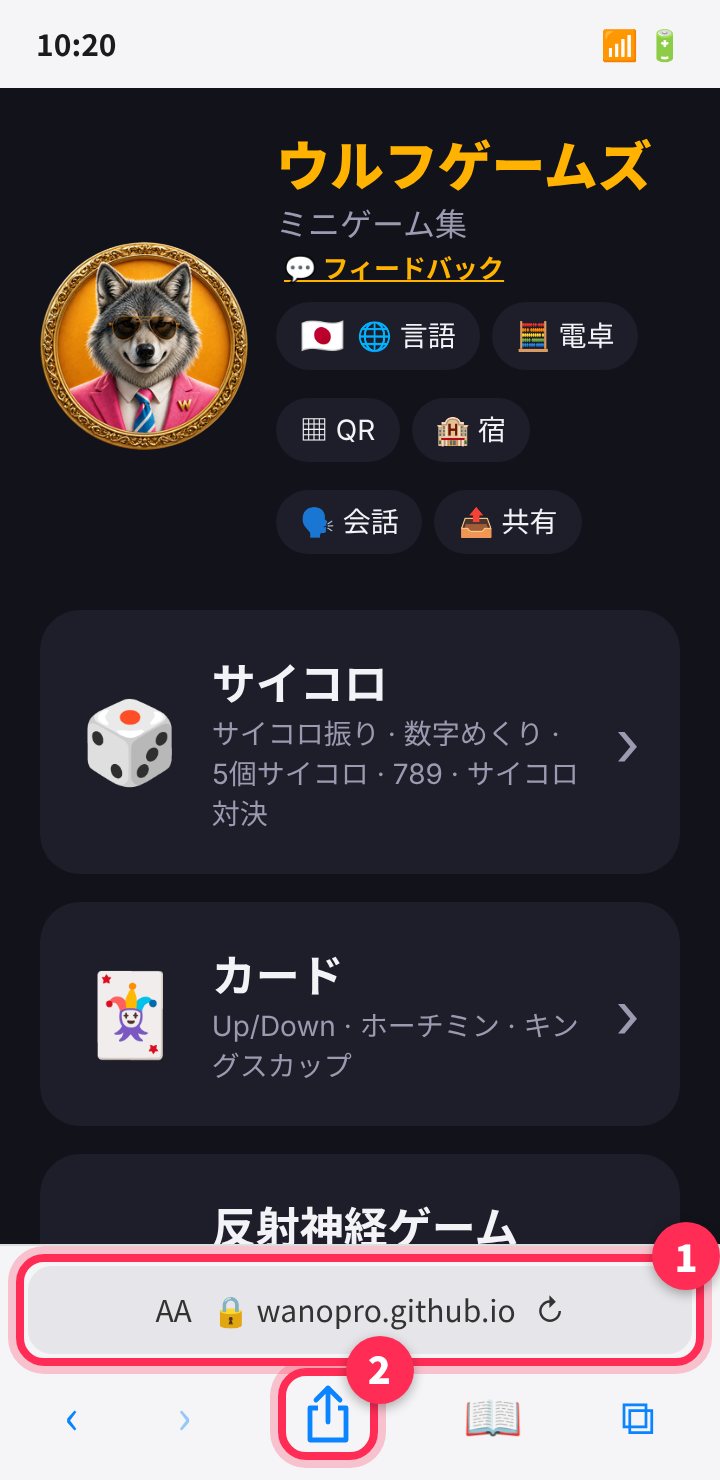 10:20
ウルフゲームズ
ミニゲーム集
💬 フィードバック
🇯🇵 🌐 言語
🧮 電卓
QR
🏨 宿
🗣️ 会話
📤 共有
W
サイコロ
サイコロ振り · 数字めくり ·
5個サイコロ · 789 · サイコロ
対決
カード
Up/Down · ホーチミン · キン
グスカップ
反射神経ゲーム
1
AA 🔒 wanopro.github.io
2